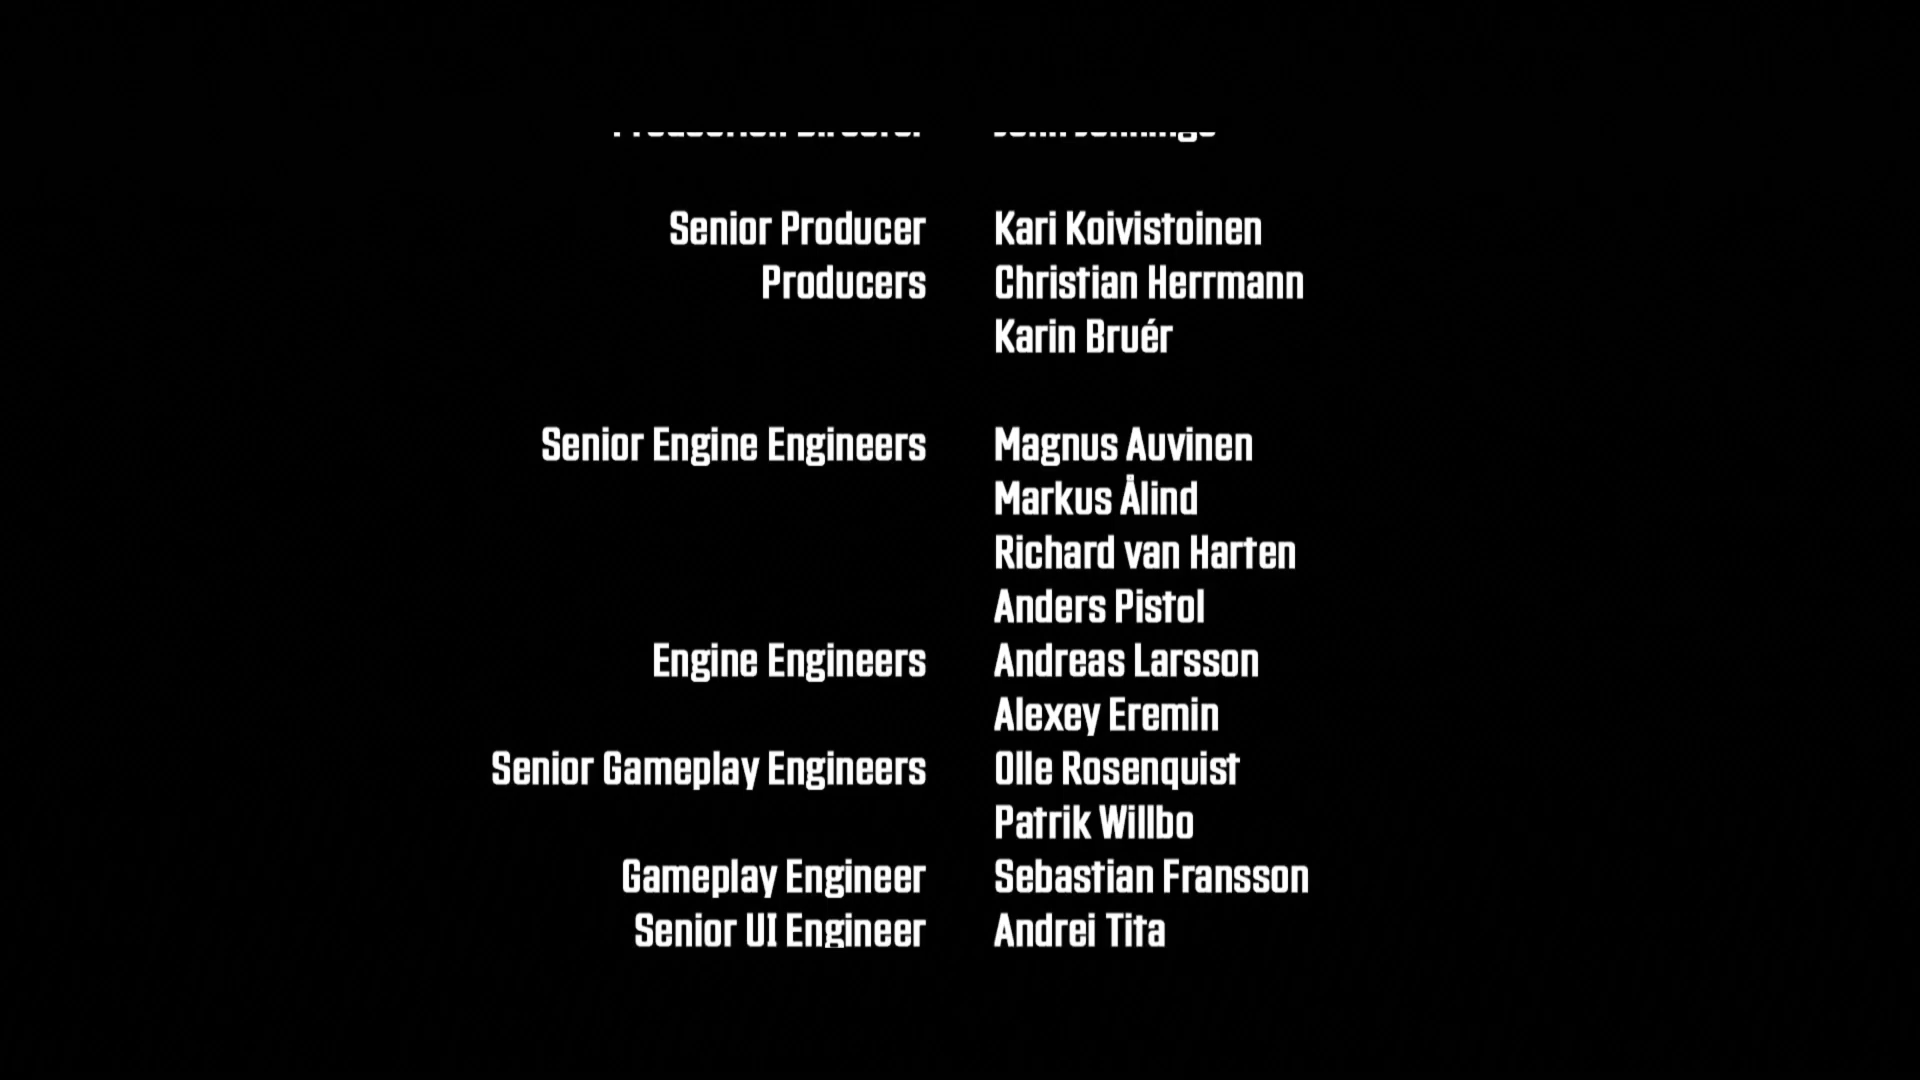 Senior Producer Kari Koivistoinen
Producers Christian Herrmann
Karin Bruér
Senior Engine Engineers Magnus Auvinen
Markus Ålind
Richard van Harten
Anders Pistol
Engine Engineers Andreas Larsson
Alexey Eremin
Senior Gameplay Engineers Olle Rosenquist
Patrik Willbo
Gameplay Engineer Sebastian Fransson
Senior UI Engineer Andrei Tita